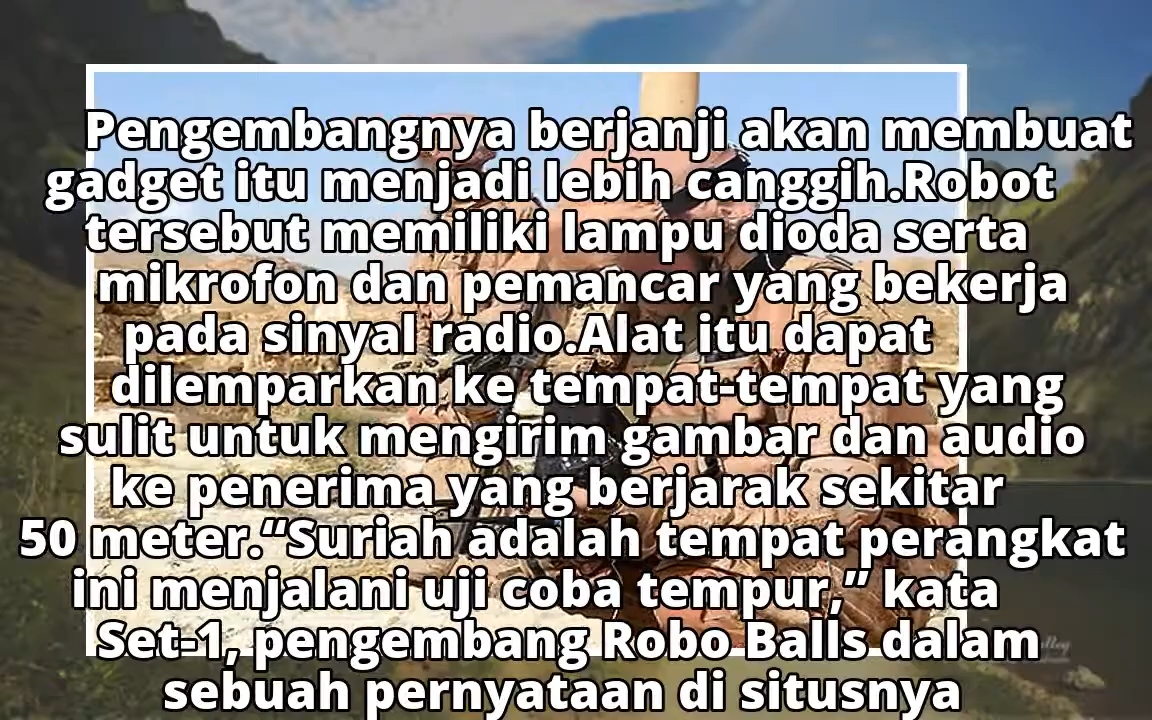 Pengembangnya berjanji akan membuat
gadget itu menjadi lebih canggih.Robot
tersebut memiliki lampu dioda serta
mikrofon dan pemancar yang bekerja
pada sinyal radio.Alat itu dapat
dilemparkan ke tempat-tempat yang
sulit untuk mengirim gambar dan audio
ke penerima yang berjarak sekitar
50 meter.“Suriah adalah tempat perangkat
ini menjalani uji coba tempur,” kata
Set-1, pengembang Robo Balls dalam
sebuah pernyataan di situsnya